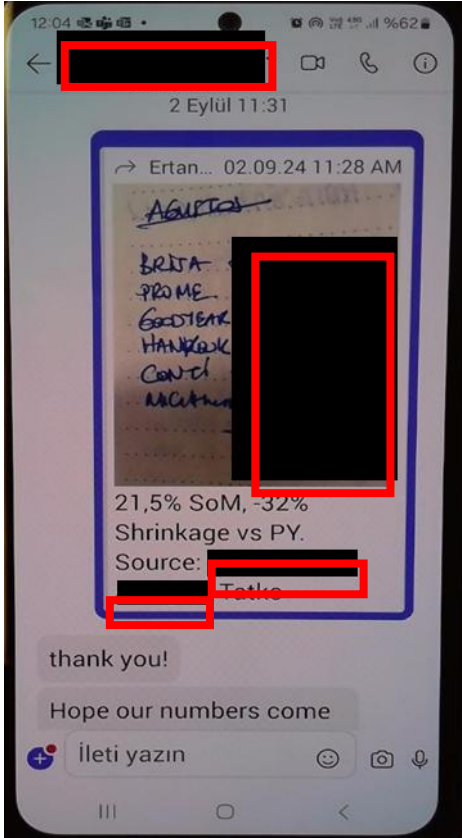 12:04
%62
2 Eylül 11:31
Ertan... 02.09.24 11:28 AM
AĞUSTOS
BRISA
PROME
GOODYEAR
HANKOOK
CONTİ
21,5% SoM, -32%
Shrinkage vs PY.
Source:
Tatko
thank you!
Hope our numbers come
İleti yazın